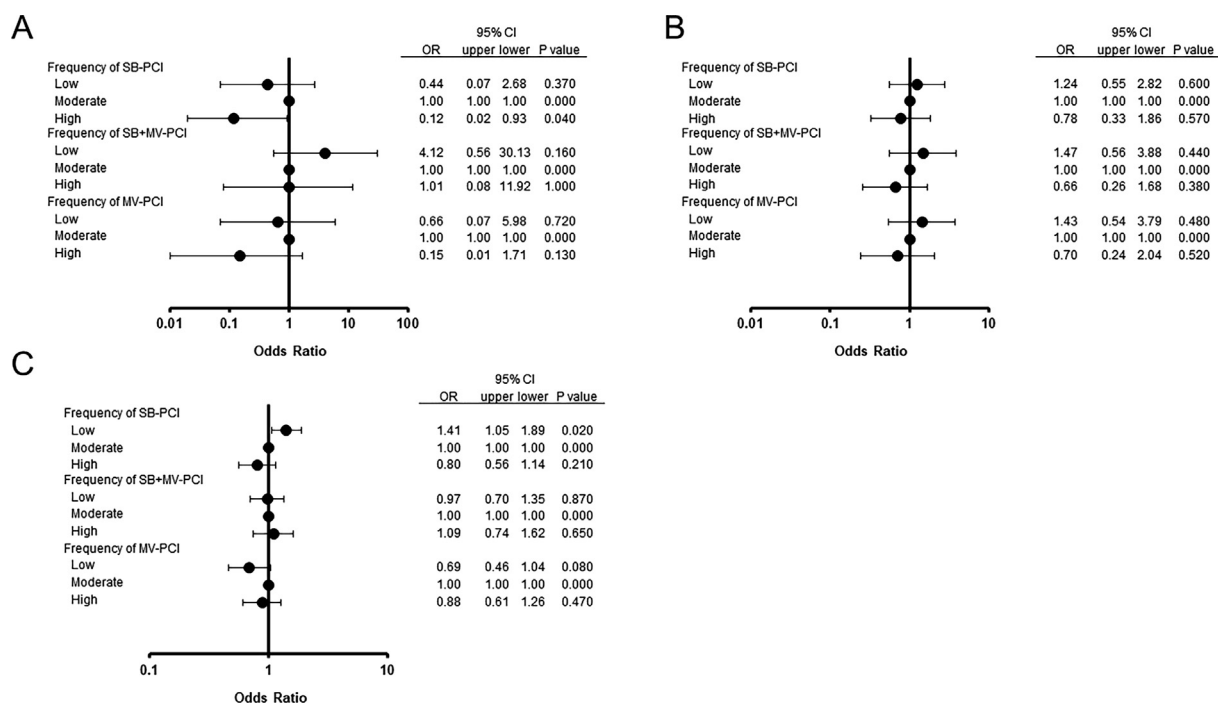 A
95% CI
OR upper lower P value
Frequency of SB-PCI
Low 0.44 0.07 2.68 0.370
Moderate 1.00 1.00 1.00 0.000
High 0.12 0.02 0.93 0.040
Frequency of SB+MV-PCI
Low 4.12 0.56 30.13 0.160
Moderate 1.00 1.00 1.00 0.000
High 1.01 0.08 11.92 1.000
Frequency of MV-PCI
Low 0.66 0.07 5.98 0.720
Moderate 1.00 1.00 1.00 0.000
High 0.15 0.01 1.71 0.130
0.01 0.1 1 10 100
Odds Ratio
B
95% CI
OR upper lower P value
Frequency of SB-PCI
Low 1.24 0.55 2.82 0.600
Moderate 1.00 1.00 1.00 0.000
High 0.78 0.33 1.86 0.570
Frequency of SB+MV-PCI
Low 1.47 0.56 3.88 0.440
Moderate 1.00 1.00 1.00 0.000
High 0.66 0.26 1.68 0.380
Frequency of MV-PCI
Low 1.43 0.54 3.79 0.480
Moderate 1.00 1.00 1.00 0.000
High 0.70 0.24 2.04 0.520
0.01 0.1 1 10
Odds Ratio
C
95% CI
OR upper lower P value
Frequency of SB-PCI
Low 1.41 1.05 1.89 0.020
Moderate 1.00 1.00 1.00 0.000
High 0.80 0.56 1.14 0.210
Frequency of SB+MV-PCI
Low 0.97 0.70 1.35 0.870
Moderate 1.00 1.00 1.00 0.000
High 1.09 0.74 1.62 0.650
Frequency of MV-PCI
Low 0.69 0.46 1.04 0.080
Moderate 1.00 1.00 1.00 0.000
High 0.88 0.61 1.26 0.470
0.1 1 10
Odds Ratio